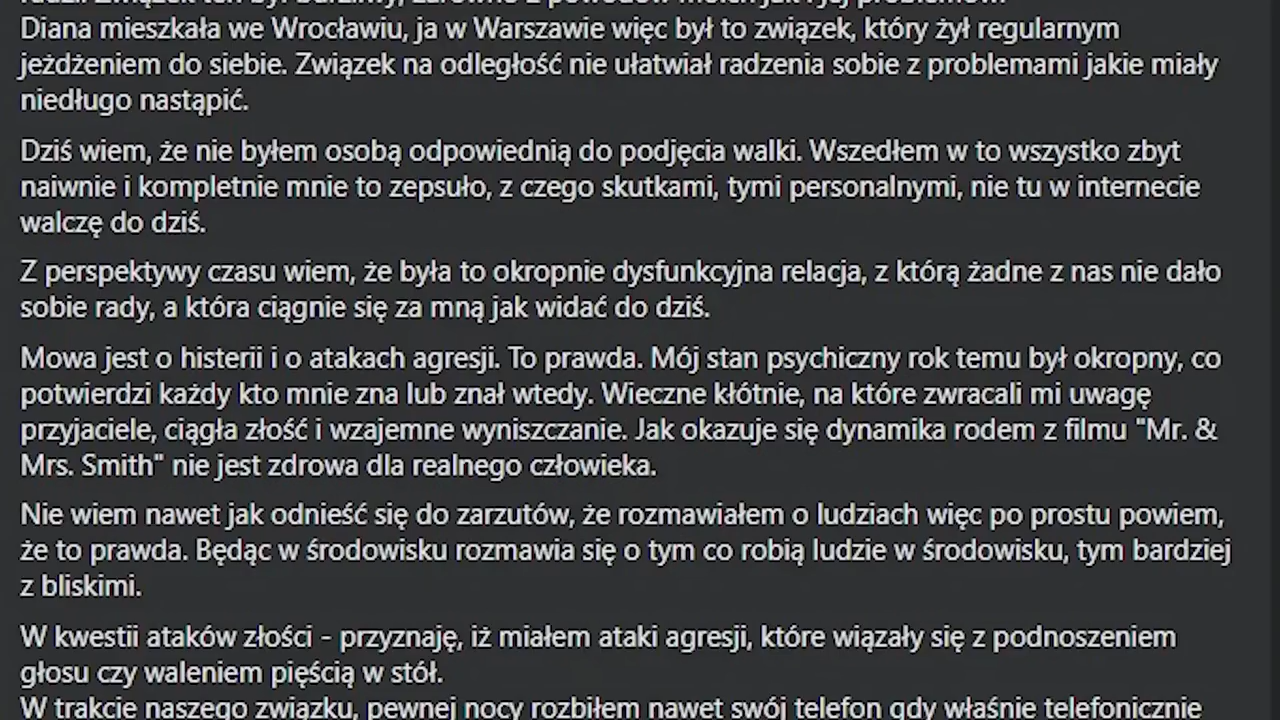 Diana mieszkała we Wrocławiu, ja w Warszawie więc był to związek, który żył regularnym
jeżdżeniem do siebie. Związek na odległość nie ułatwiał radzenia sobie z problemami jakie miały
niedługo nastąpić.
Dziś wiem, że nie byłem osobą odpowiednią do podjęcia walki. Wszedłem w to wszystko zbyt
naiwnie i kompletnie mnie to zepsuło, z czego skutkami, tymi personalnymi, nie tu w internecie
walczę do dziś.
Z perspektywy czasu wiem, że była to okropnie dysfunkcyjna relacja, z którą żadne z nas nie dało
sobie rady, a która ciągnie się za mną jak widać do dziś.
Mowa jest o histerii i o atakach agresji. To prawda. Mój stan psychiczny rok temu był okropny, co
potwierdzi każdy kto mnie zna lub znał wtedy. Wieczne kłótnie, na które zwracali mi uwagę
przyjaciele, ciągła złość i wzajemne wyniszczanie. Jak okazuje się dynamika rodem z filmu "Mr. &
Mrs. Smith" nie jest zdrowa dla realnego człowieka.
Nie wiem nawet jak odnieść się do zarzutów, że rozmawiałem o ludziach więc po prostu powiem,
że to prawda. Będąc w środowisku rozmawia się o tym co robią ludzie w środowisku, tym bardziej
z bliskimi.
W kwestii ataków złości - przyznaję, iż miałem ataki agresji, które wiązały się z podnoszeniem
głosu czy waleniem pięścią w stół.
W trakcie naszego związku, pewnej nocy rozbiłem nawet swój telefon gdy właśnie telefonicznie